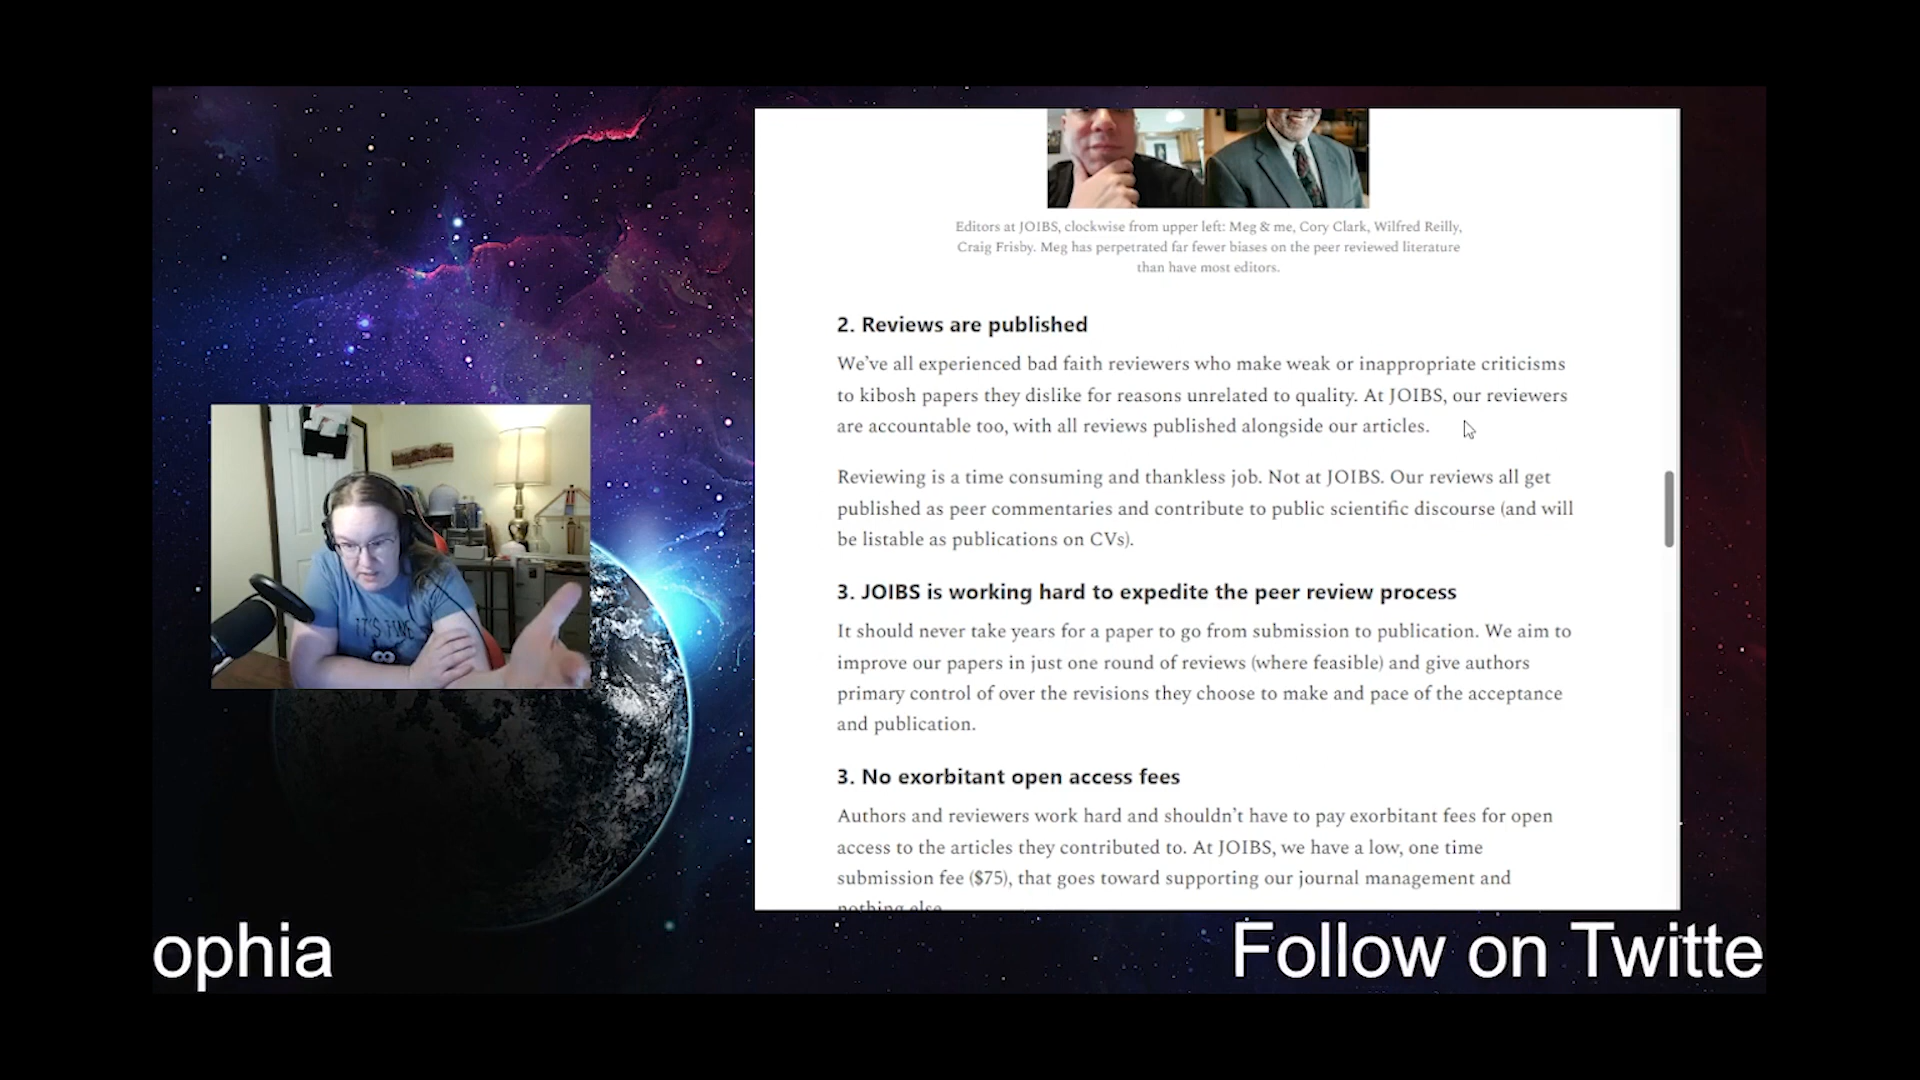 Editors at JOIBS, clockwise from upper left: Meg & me, Cory Clark, Wilfred Reilly,
Craig Frisby. Meg has perpetrated far fewer biases on the peer reviewed literature
than have most editors.
2. Reviews are published
We’ve all experienced bad faith reviewers who make weak or inappropriate criticisms
to kibosh papers they dislike for reasons unrelated to quality. At JOIBS, our reviewers
are accountable too, with all reviews published alongside our articles.
Reviewing is a time consuming and thankless job. Not at JOIBS. Our reviews all get
published as peer commentaries and contribute to public scientific discourse (and will
be listable as publications on CVs).
3. JOIBS is working hard to expedite the peer review process
It should never take years for a paper to go from submission to publication. We aim to
improve our papers in just one round of reviews (where feasible) and give authors
primary control of over the revisions they choose to make and pace of the acceptance
and publication.
3. No exorbitant open access fees
Authors and reviewers work hard and shouldn’t have to pay exorbitant fees for open
access to the articles they contributed to. At JOIBS, we have a low, one time
submission fee ($75), that goes toward supporting our journal management and
nothing else
IT'S FINE
ophia
Follow on Twitte